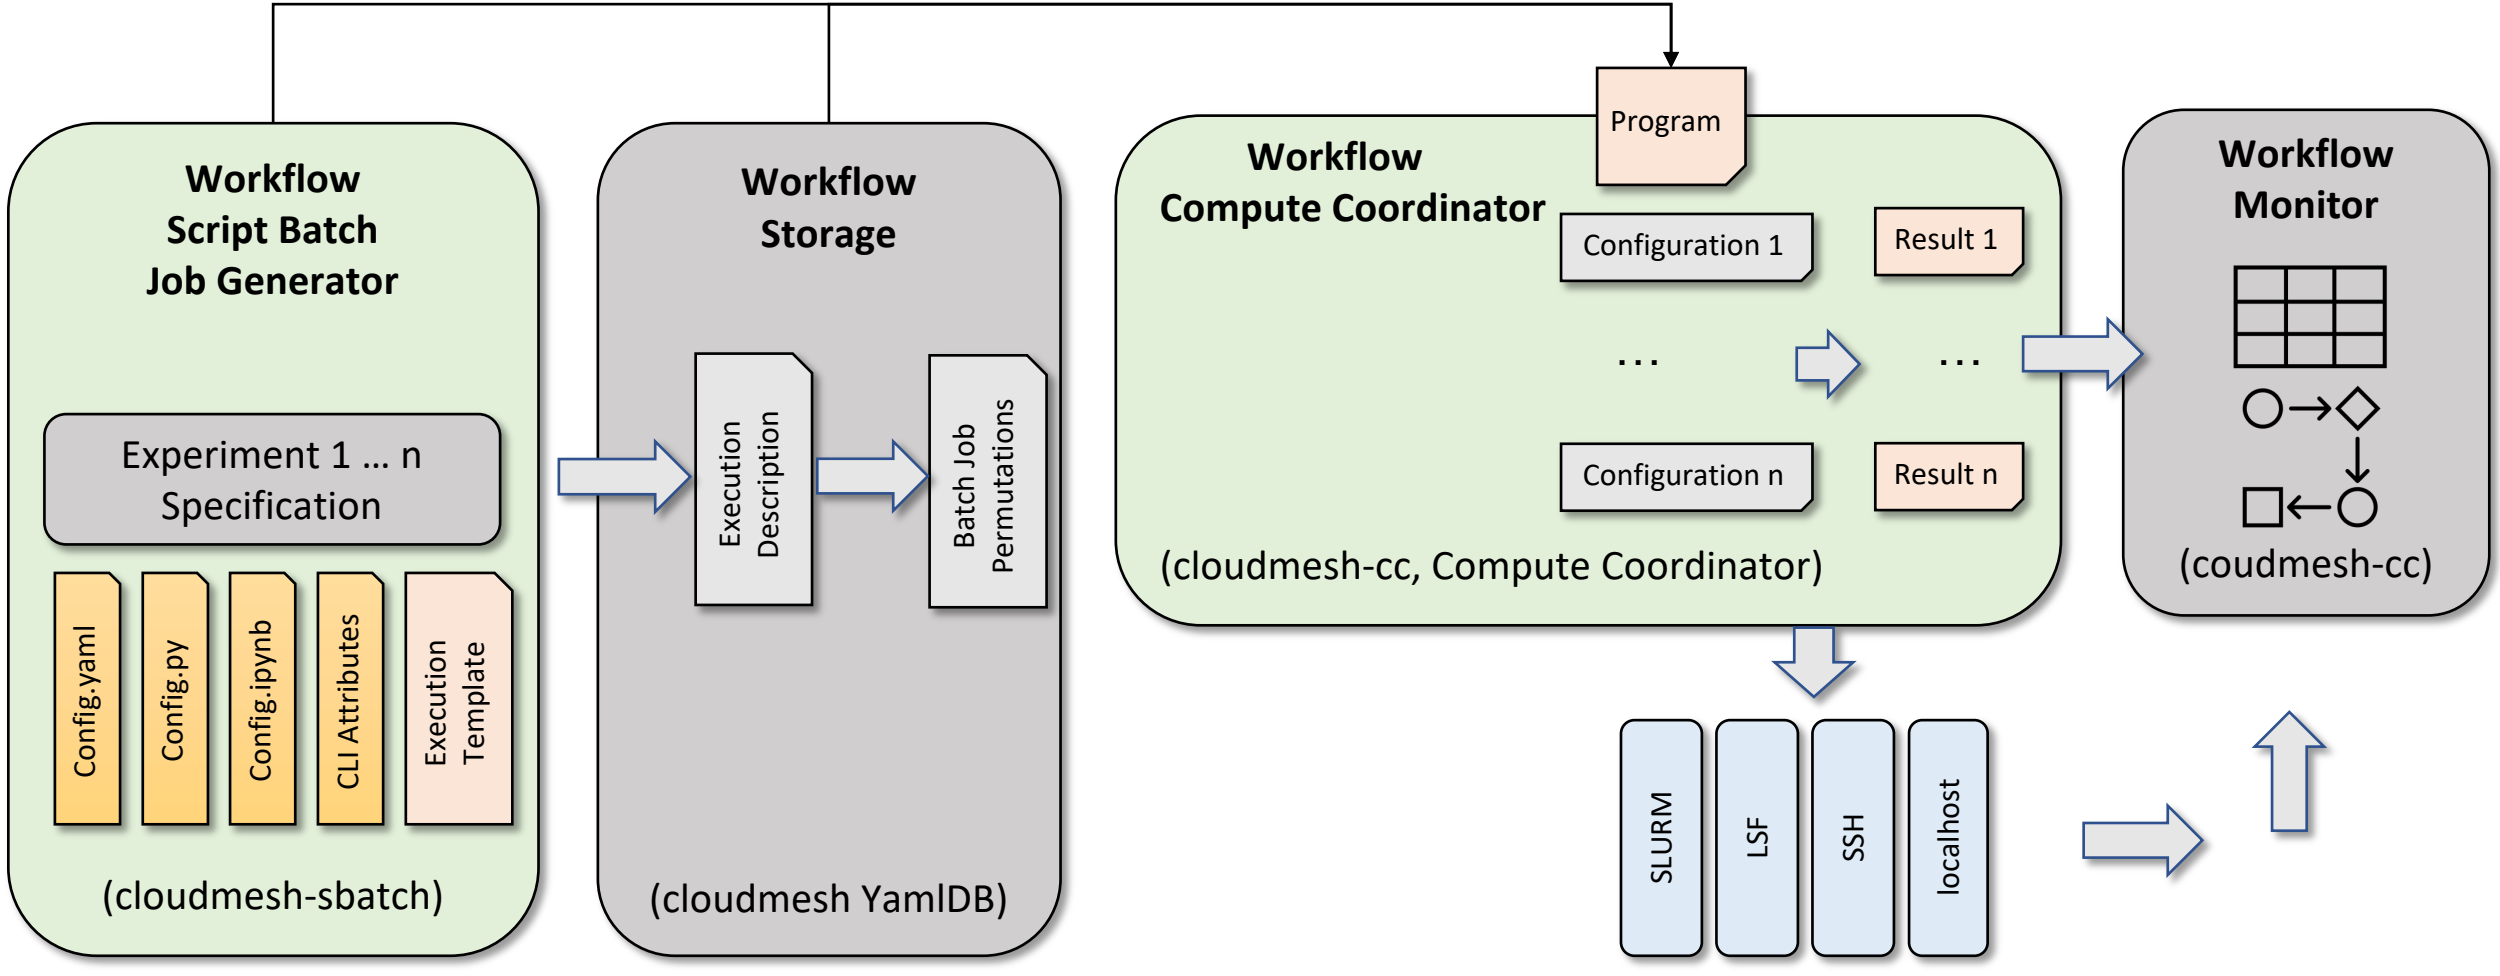 Workflow
Script Batch
Job Generator
Experiment 1 ... n
Specification
Config.yaml
Config.py
Config.ipynb
CLI Attributes
Execution
Template
(cloudmesh-sbatch)
Workflow
Storage
Execution
Description
Batch Job
Permutations
(cloudmesh YamlDB)
Program
Workflow
Compute Coordinator
Configuration 1
Result 1
...
...
Configuration n
Result n
(cloudmesh-cc, Compute Coordinator)
SLURM
LSF
SSH
localhost
Workflow
Monitor
(coudmesh-cc)